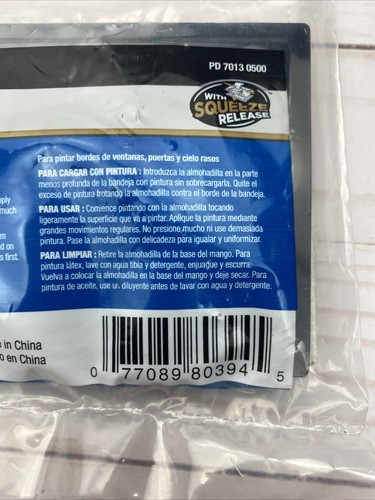 PD 7013 0500
WITH
SQUEEZE
RELEASE
Para pintar bordes de ventanas, puertas y cielo rasos
PARA CARGAR CON PINTURA : Introduzca la almohadilla en la parte
menos profunda de la bandeja con pintura sin sobrecargarla. Quite el
exceso de pintura frotando la almohadilla contra el borde de la bandeja.
PARA USAR : Comience pintando con la almohadilla tocando
ligeramente la superficie que va a pintar. Aplique la pintura mediante
grandes movimientos regulares. No presione mucho ni use demasiada
pintura. Pase la almohadilla con delicadeza para igualar y uniformizar.
PARA LIMPIAR : Retire la almohadilla de la base del mango. Para
pintura látex, lave con agua tibia y detergente, enjuague y escurra.
Vuelva a colocar la almohadilla en la base del mango y deje secar. Para
pintura de aceite, use un diluyente antes de lavar con agua y detergente.
much
nd on
s first.
in China
o en China
0 77089 80394 5